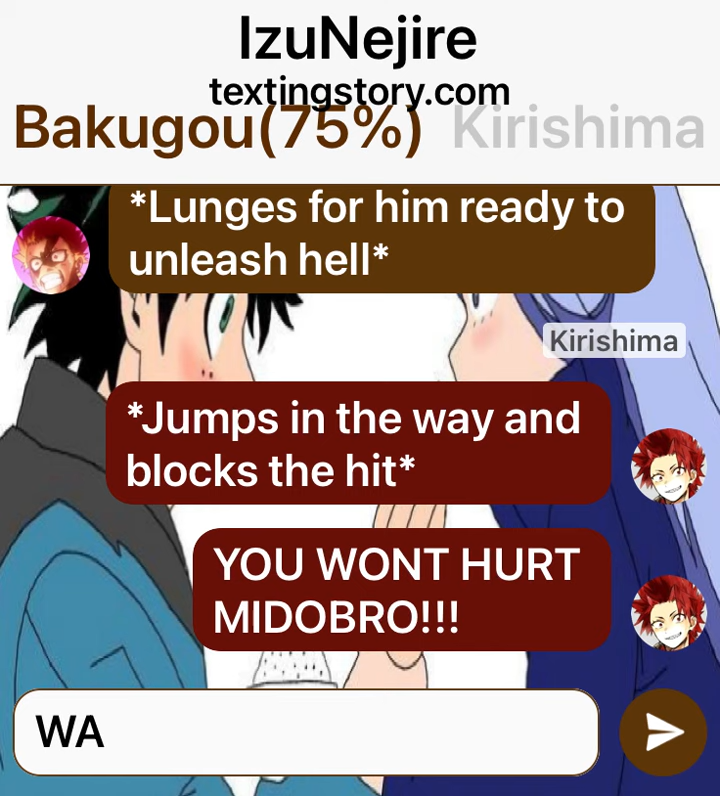 IzuNejire
textingstory.com
Bakugou(75%) Kirishima
*Lunges for him ready to
unleash hell*
Kirishima
*Jumps in the way and
blocks the hit*
YOU WONT HURT
MIDOBRO!!!
WA